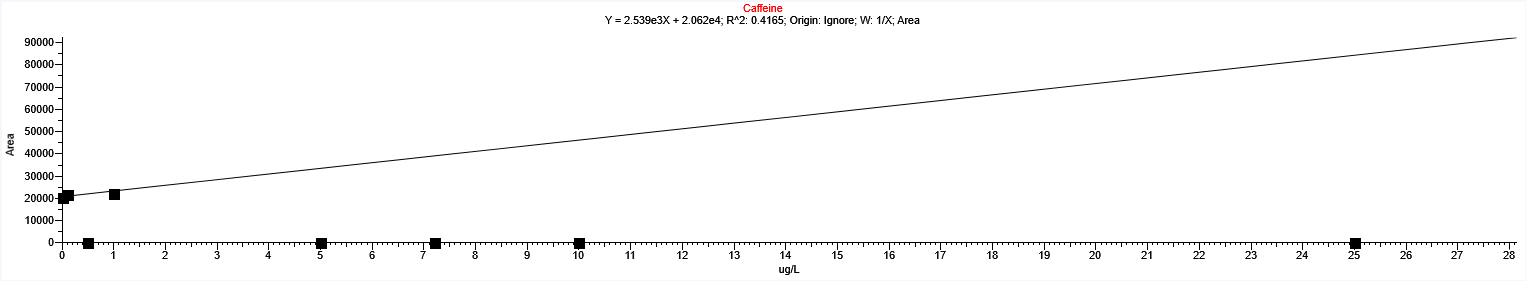 Caffeine
Y = 2.539e3X + 2.062e4; R^2: 0.4165; Origin: Ignore; W: 1/X; Area
90000
80000
70000
60000
50000
40000
30000
20000
10000
0
Area
0 1 2 3 4 5 6 7 8 9 10 11 12 13 14 15 16 17 18 19 20 21 22 23 24 25 26 27 28
ug/L